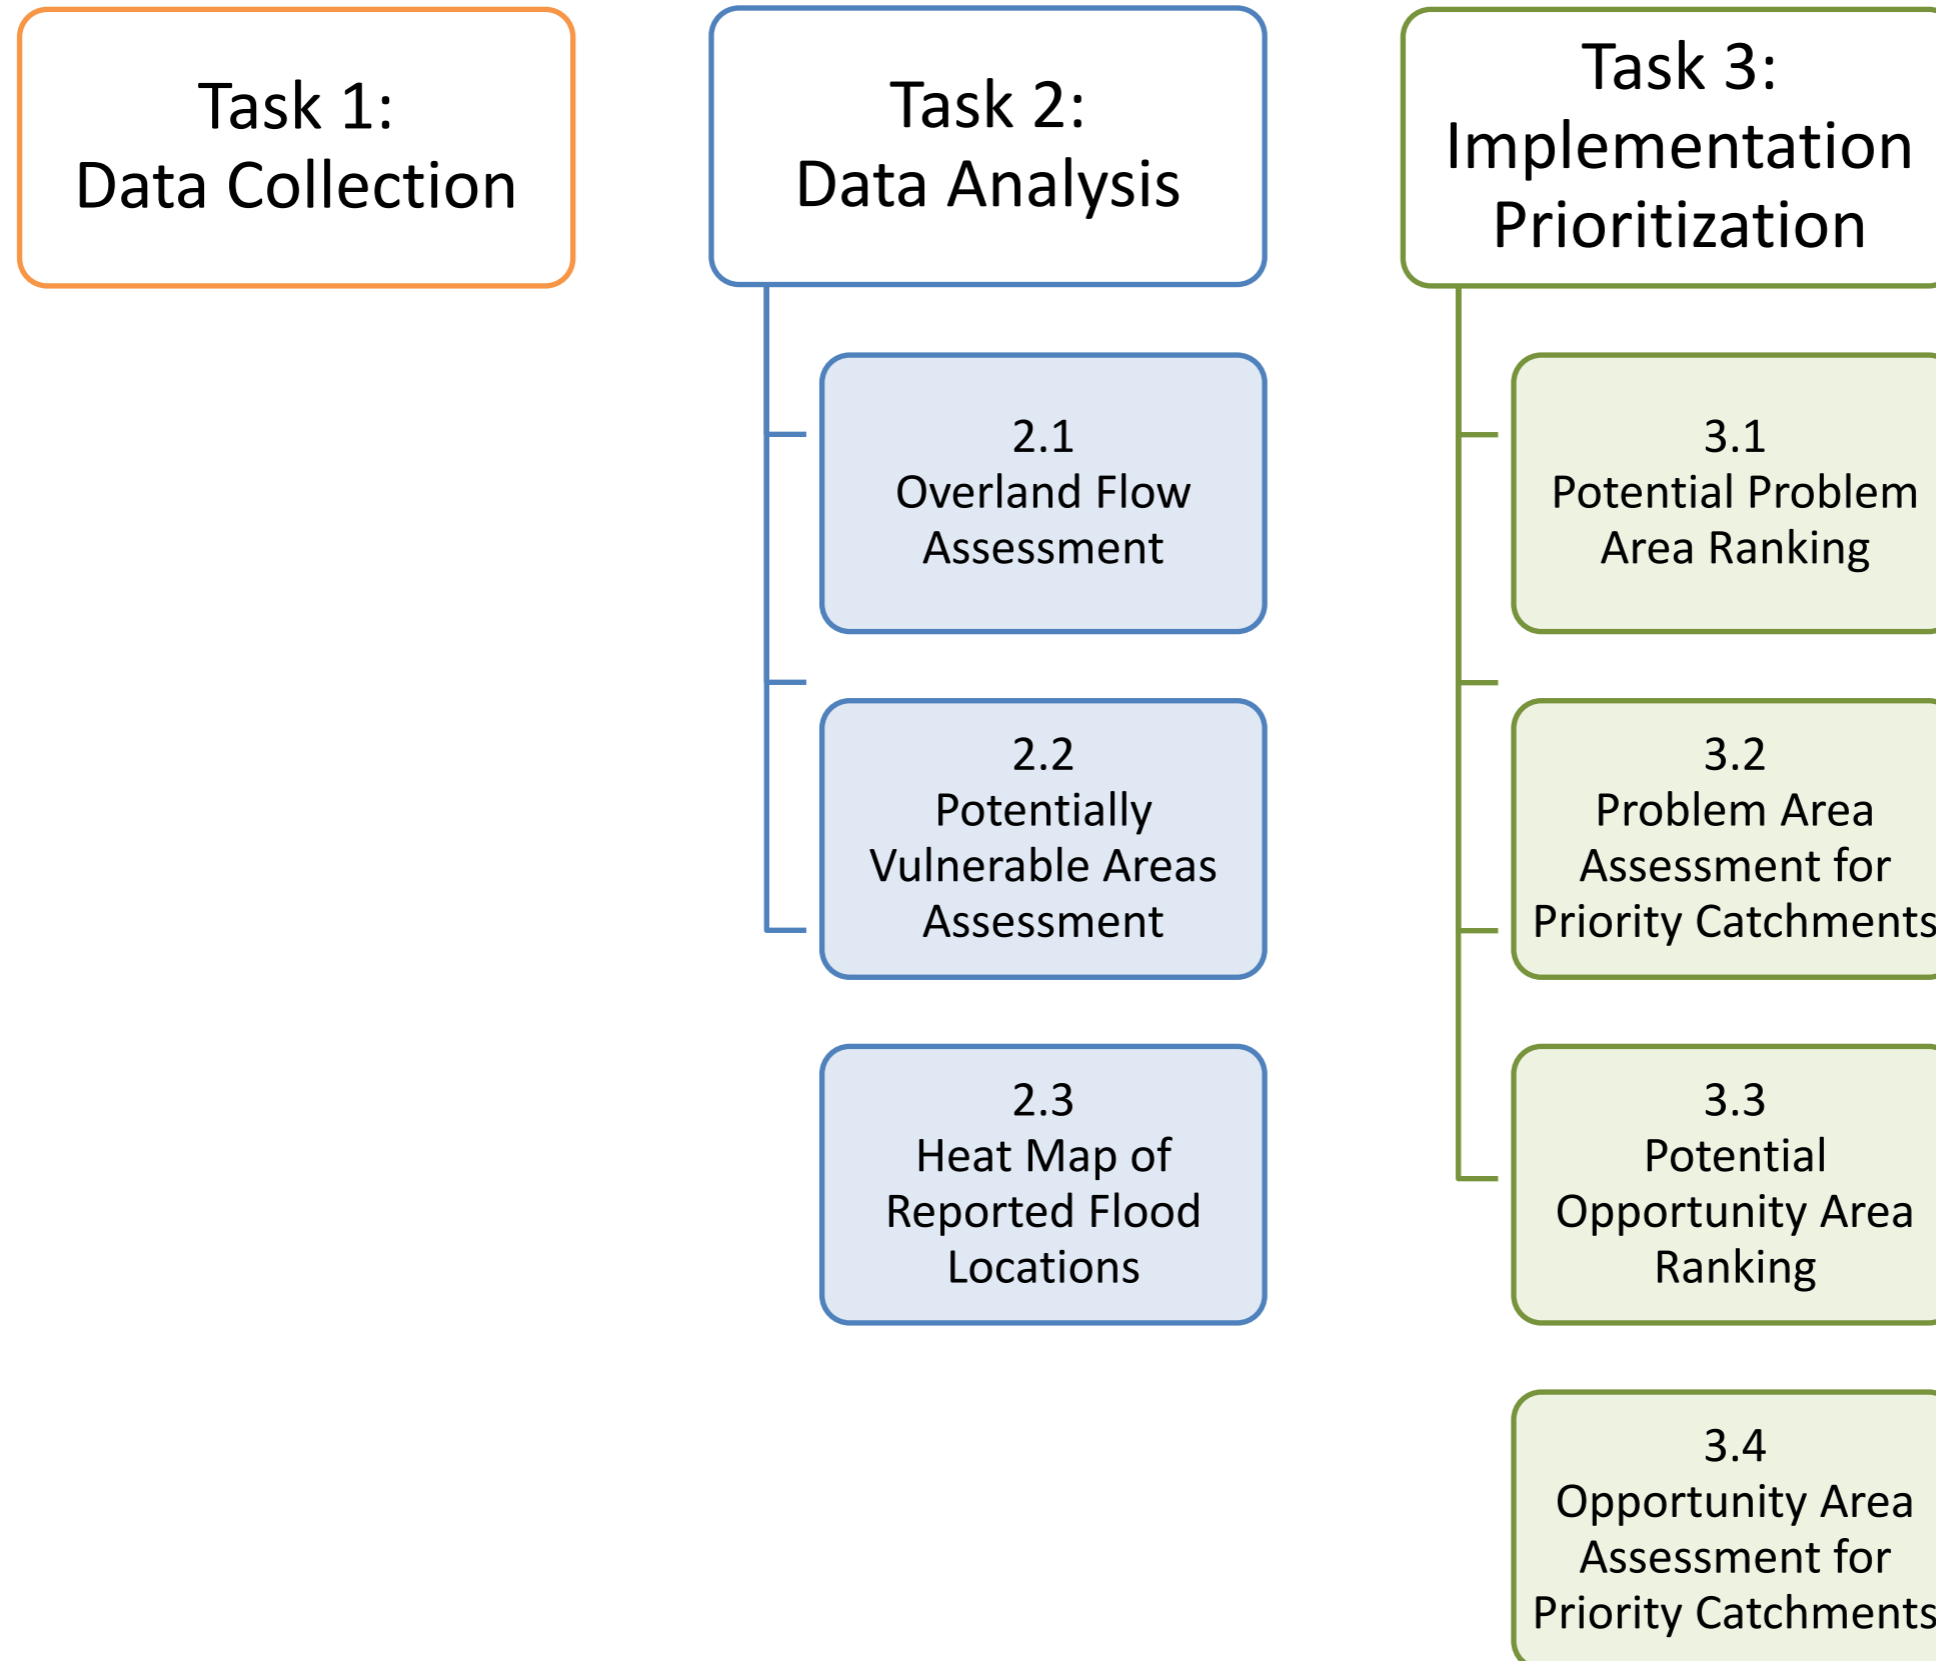 Task 1:
Data Collection
Task 2:
Data Analysis
2.1
Overland Flow
Assessment
2.2
Potentially
Vulnerable Areas
Assessment
2.3
Heat Map of
Reported Flood
Locations
Task 3:
Implementation
Prioritization
3.1
Potential Problem
Area Ranking
3.2
Problem Area
Assessment for
Priority Catchments
3.3
Potential
Opportunity Area
Ranking
3.4
Opportunity Area
Assessment for
Priority Catchments